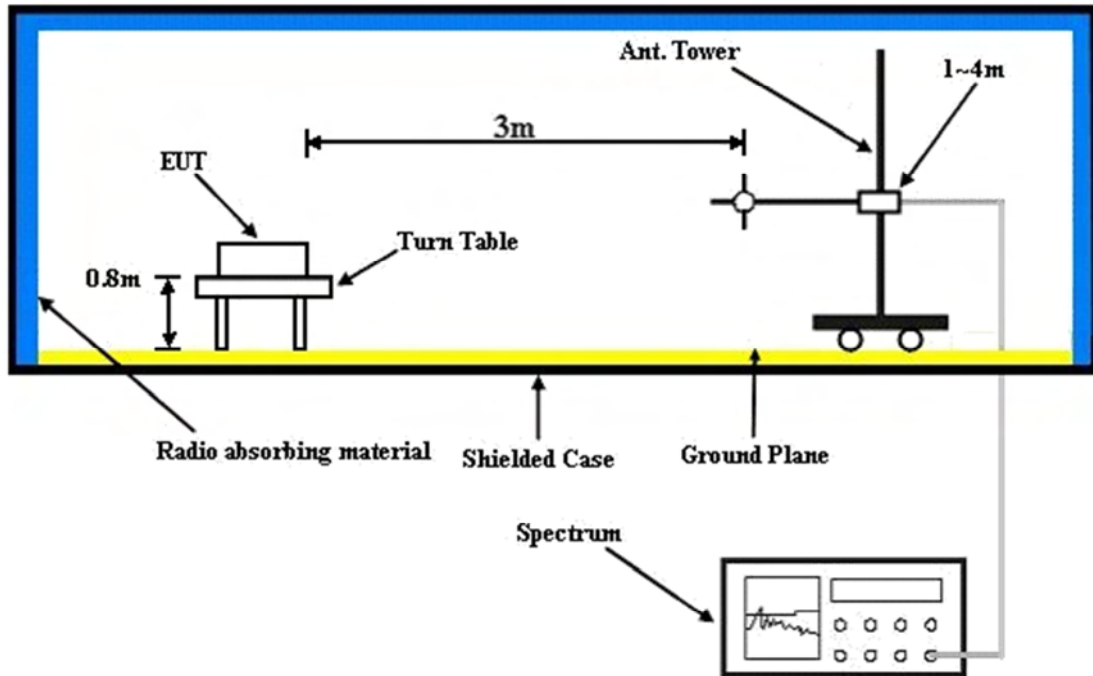 Ant. Tower
1~4m
3m
EUT
Turn Table
0.8m
Radio absorbing material
Shielded Case
Ground Plane
Spectrum